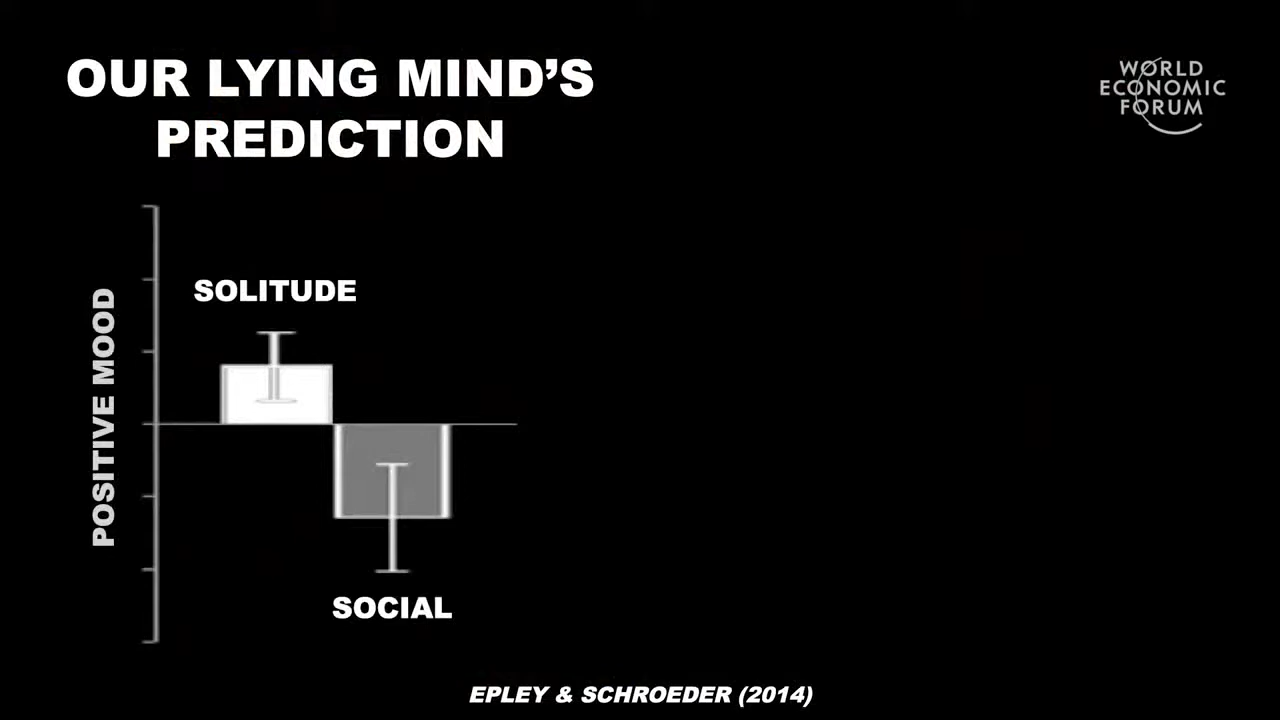 OUR LYING MIND'S
PREDICTION
WORLD
ECONOMIC
FORUM
SOLITUDE
POSITIVE MOOD
SOCIAL
EPLEY & SCHROEDER (2014)